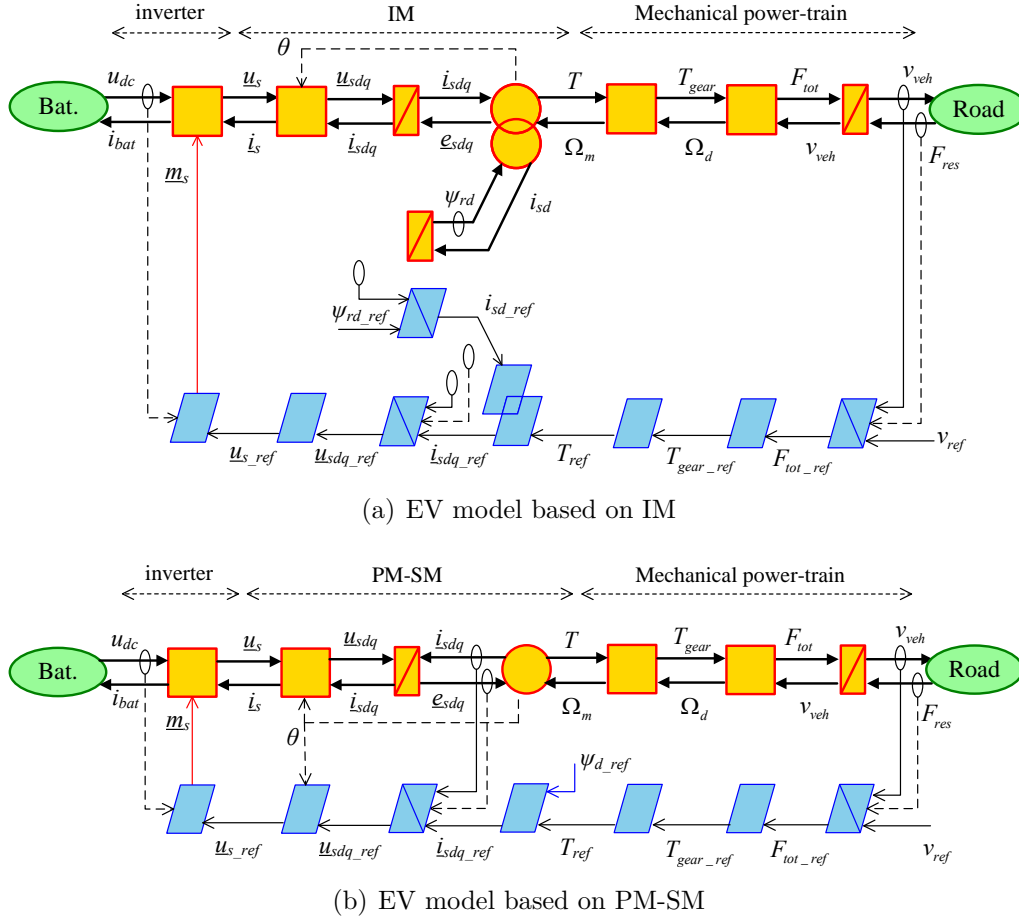 inverter IM Mechanical power-train
θ
u_dc u_s u_sdq i_sdq T T_gear F_tot v_veh
Bat. Road
i_bat i_s i_sdq e_sdq Ω_m Ω_d v_veh F_res
m_s
ψ_rd i_sd
i_sd_ref
ψ_rd_ref
u_s_ref u_sdq_ref i_sdq_ref T_ref T_gear_ref F_tot_ref v_ref
(a) EV model based on IM
inverter PM-SM Mechanical power-train
u_dc u_s u_sdq i_sdq T T_gear F_tot v_veh
Bat. Road
i_bat i_s i_sdq e_sdq Ω_m Ω_d v_veh F_res
m_s
θ
ψ_d_ref
u_s_ref u_sdq_ref i_sdq_ref T_ref T_gear_ref F_tot_ref v_ref
(b) EV model based on PM-SM